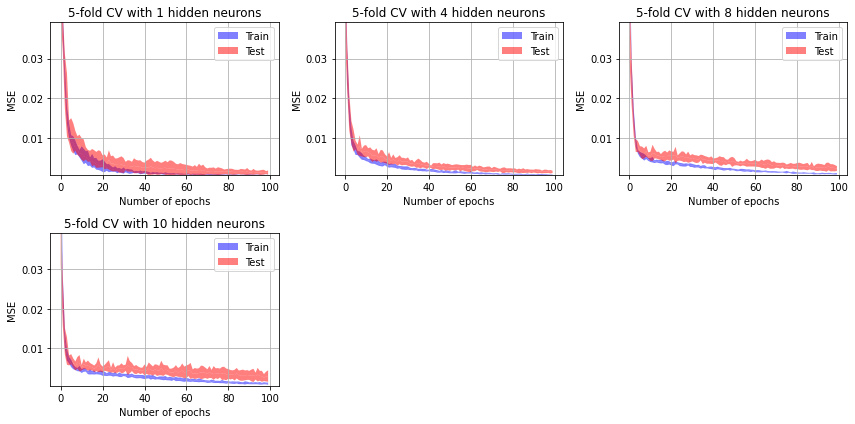 5-fold CV with 1 hidden neurons
MSE
0.03
0.02
0.01
Train
Test
0 20 40 60 80 100
Number of epochs
5-fold CV with 4 hidden neurons
MSE
0.03
0.02
0.01
Train
Test
0 20 40 60 80 100
Number of epochs
5-fold CV with 8 hidden neurons
MSE
0.03
0.02
0.01
Train
Test
0 20 40 60 80 100
Number of epochs
5-fold CV with 10 hidden neurons
MSE
0.03
0.02
0.01
Train
Test
0 20 40 60 80 100
Number of epochs